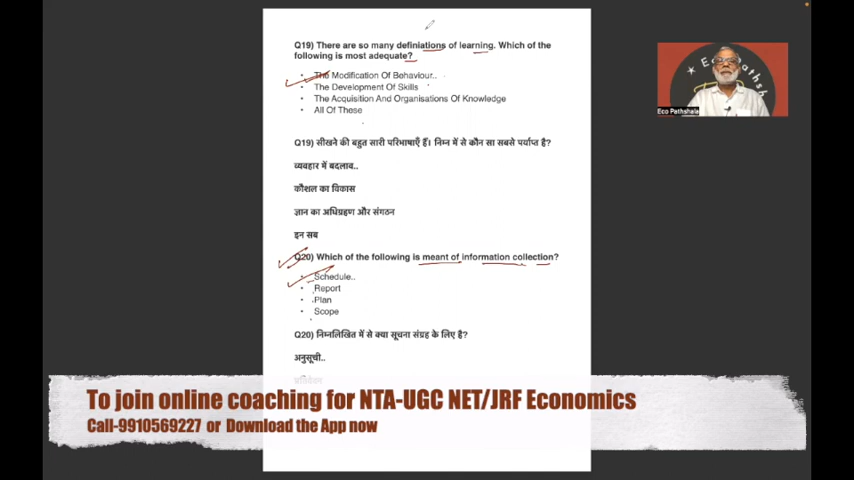 Q19) There are so many definiations of learning. Which of the
following is most adequate?
The Modification Of Behaviour..
The Development Of Skills
The Acquisition And Organisations Of Knowledge
All Of These
Q19) सीखने की बहुत सारी परिभाषाएँ हैं। निम्न में से कौन सा सबसे पर्याप्त है?
व्यवहार में बदलाव..
कौशल का विकास
ज्ञान का अधिग्रहण और संगठन
इन सब
Q20) Which of the following is meant of information collection?
Schedule..
Report
Plan
Scope
Q20) निम्नलिखित में से क्या सूचना संग्रह के लिए है?
अनुसूची..
To join online coaching for NTA-UGC NET/JRF Economics
Call-9910569227 or Download the App now
Eco Pathshala